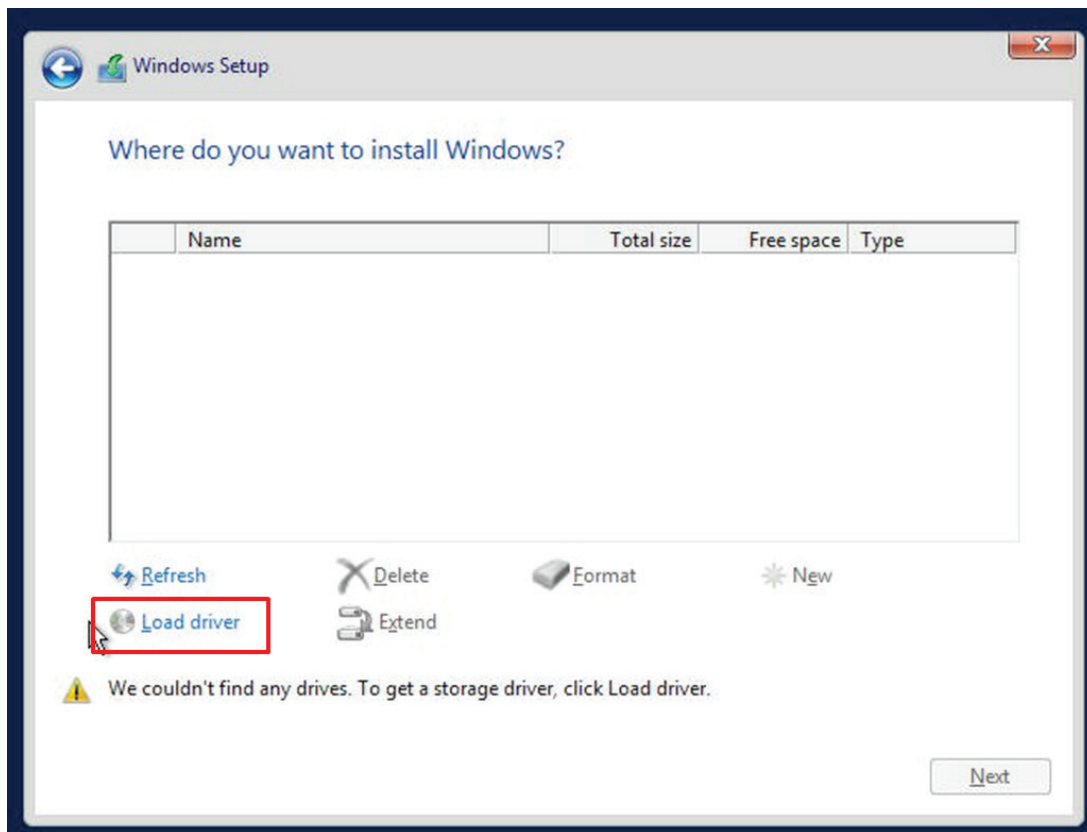 Windows Setup
Where do you want to install Windows?
Name Total size Free space Type
Refresh Delete Format New
Load driver Extend
We couldn't find any drives. To get a storage driver, click Load driver.
Next